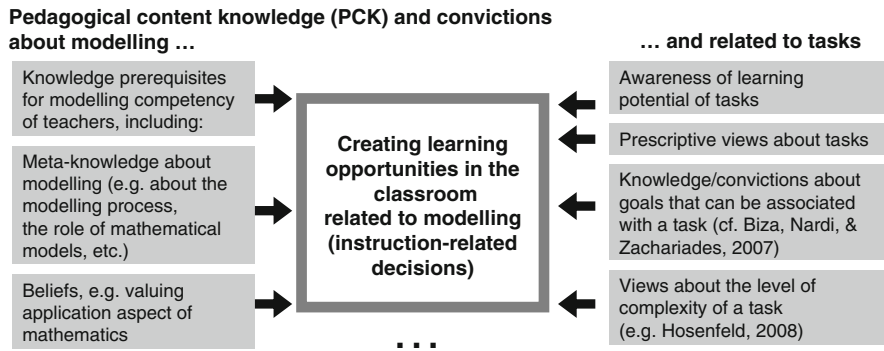 Pedagogical content knowledge (PCK) and convictions
about modelling …
Knowledge prerequisites
for modelling competency
of teachers, including:
Meta-knowledge about
modelling (e.g. about the
modelling process,
the role of mathematical
models, etc.)
Beliefs, e.g. valuing
application aspect of
mathematics
Creating learning
opportunities in the
classroom
related to modelling
(instruction-related
decisions)
...
… and related to tasks
Awareness of learning
potential of tasks
Prescriptive views about tasks
Knowledge/convictions about
goals that can be associated
with a task (cf. Biza, Nardi, &
Zachariades, 2007)
Views about the level of
complexity of a task
(e.g. Hosenfeld, 2008)